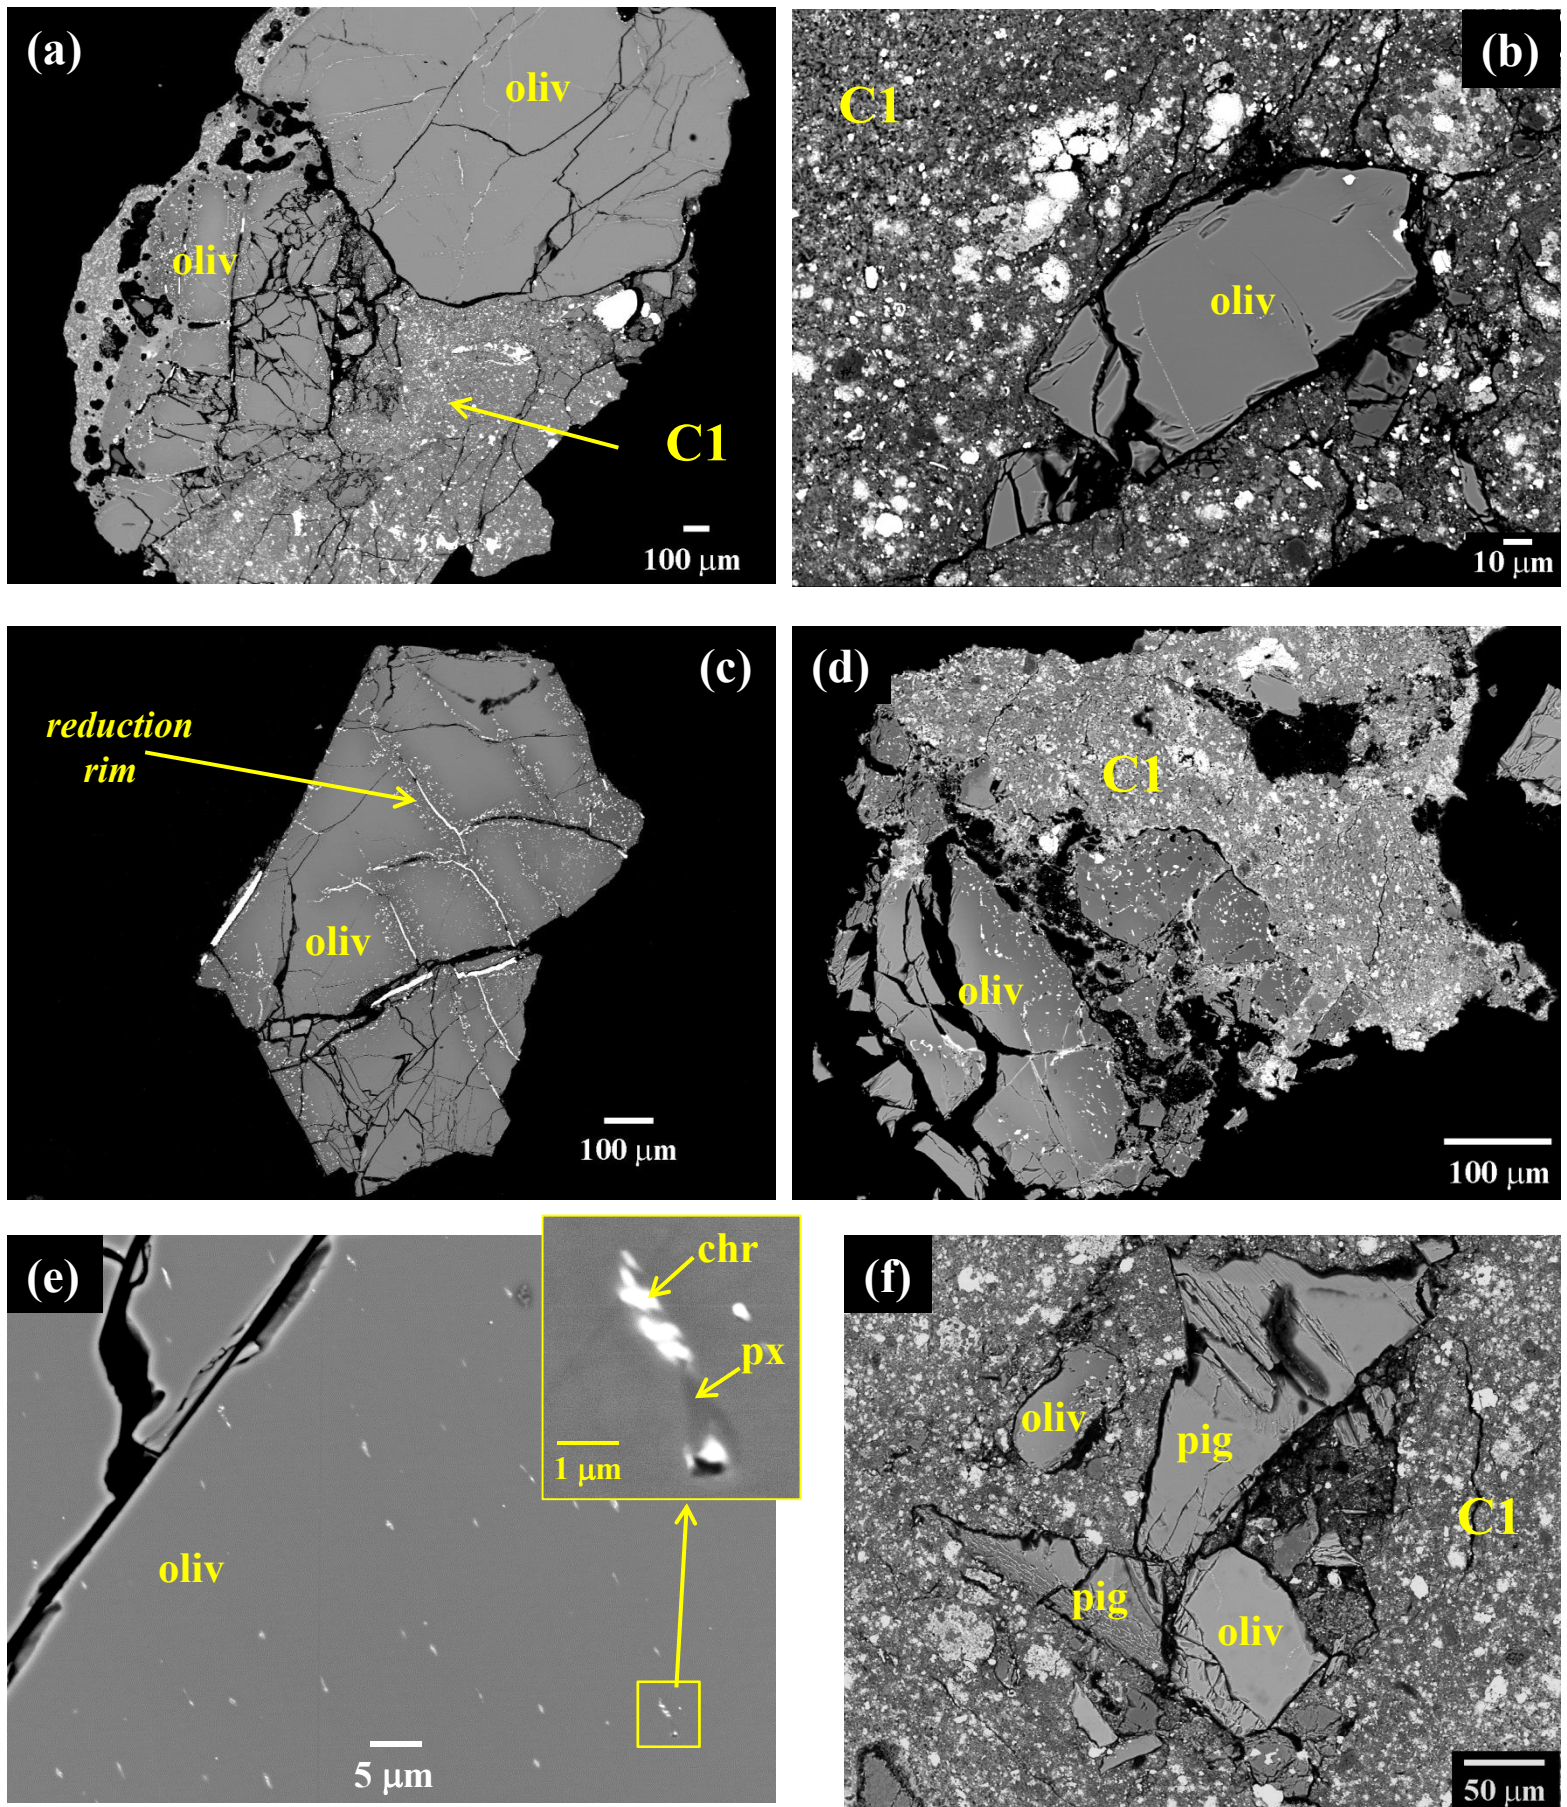 (a)
oliv
oliv
C1
100 μm
(b)
C1
oliv
10 μm
(c)
reduction
rim
oliv
100 μm
(d)
C1
oliv
100 μm
(e)
chr
px
1 μm
oliv
5 μm
(f)
oliv
pig
C1
pig
oliv
50 μm